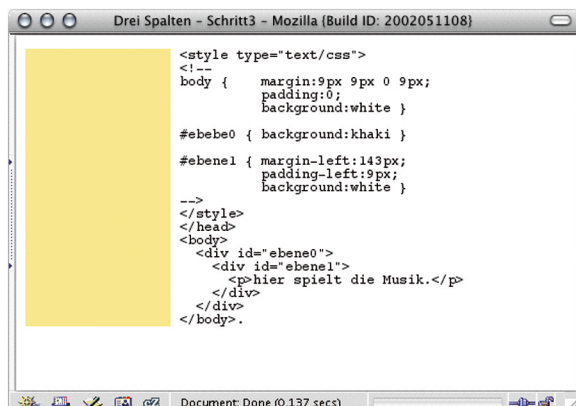 Drei Spalten – Schritt3 – Mozilla {Build ID: 2002051108}
<style type="text/css">
<!--
body {    margin:9px 9px 0 9px;
          padding:0;
          background:white }
#ebebe0 { background:khaki }
#ebene1 { margin-left:143px;
          padding-left:9px;
          background:white }
-->
</style>
</head>
<body>
  <div id="ebene0">
    <div id="ebene1">
      <p>hier spielt die Musik.</p>
    </div>
  </div>
</body>.
Document: Done (0.137 secs)